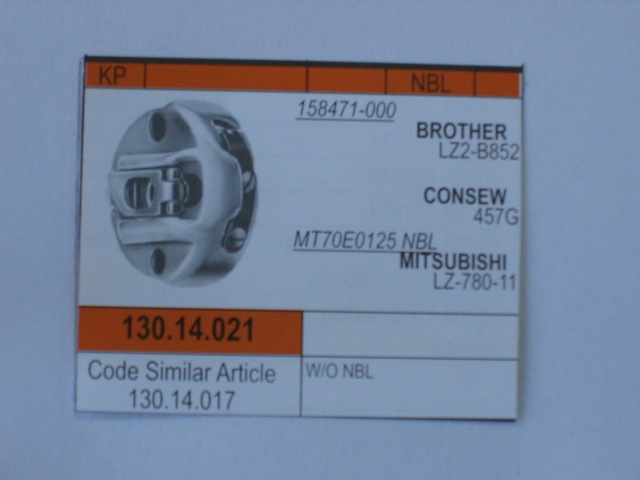 KP NBL
158471-000
BROTHER
LZ2-B852
CONSEW
457G
MT70E0125 NBL
MITSUBISHI
LZ-780-11
130.14.021
Code Similar Article
130.14.017
W/O NBL